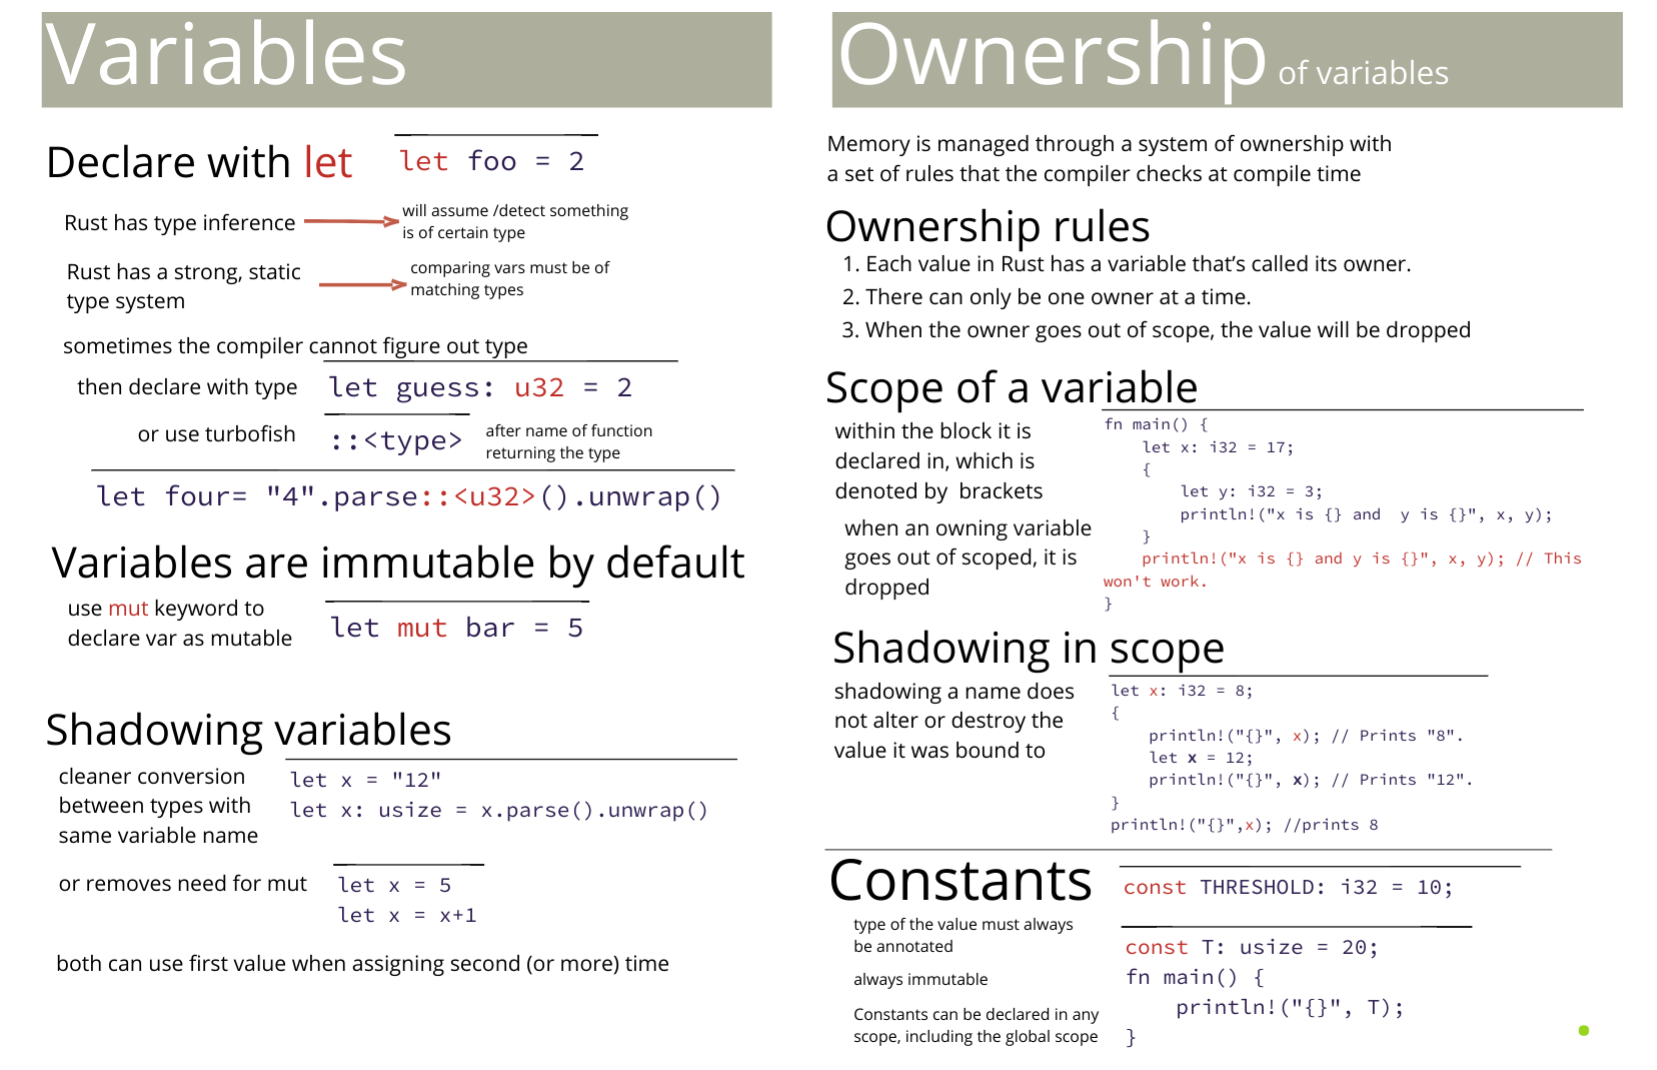 Variables
Declare with let
let foo = 2
Rust has type inference
will assume /detect something
is of certain type
Rust has a strong, static
type system
comparing vars must be of
matching types
sometimes the compiler cannot figure out type
then declare with type
let guess: u32 = 2
or use turbofish
::<type>
after name of function
returning the type
let four= "4".parse::<u32>().unwrap()
Variables are immutable by default
use mut keyword to
declare var as mutable
let mut bar = 5
Shadowing variables
cleaner conversion
between types with
same variable name
let x = "12"
let x: usize = x.parse().unwrap()
or removes need for mut
let x = 5
let x = x+1
both can use first value when assigning second (or more) time
Ownership of variables
Memory is managed through a system of ownership with
a set of rules that the compiler checks at compile time
Ownership rules
1. Each value in Rust has a variable that’s called its owner.
2. There can only be one owner at a time.
3. When the owner goes out of scope, the value will be dropped
Scope of a variable
within the block it is
declared in, which is
denoted by  brackets
when an owning variable
goes out of scoped, it is
dropped
fn main() {
    let x: i32 = 17;
    {
        let y: i32 = 3;
        println!("x is {} and  y is {}", x, y);
    }
    println!("x is {} and y is {}", x, y); // This
won't work.
}
Shadowing in scope
shadowing a name does
not alter or destroy the
value it was bound to
let x: i32 = 8;
{
    println!("{}", x); // Prints "8".
    let x = 12;
    println!("{}", x); // Prints "12".
}
println!("{}",x); //prints 8
Constants
type of the value must always
be annotated
always immutable
Constants can be declared in any
scope, including the global scope
const THRESHOLD: i32 = 10;
const T: usize = 20;
fn main() {
    println!("{}", T);
}